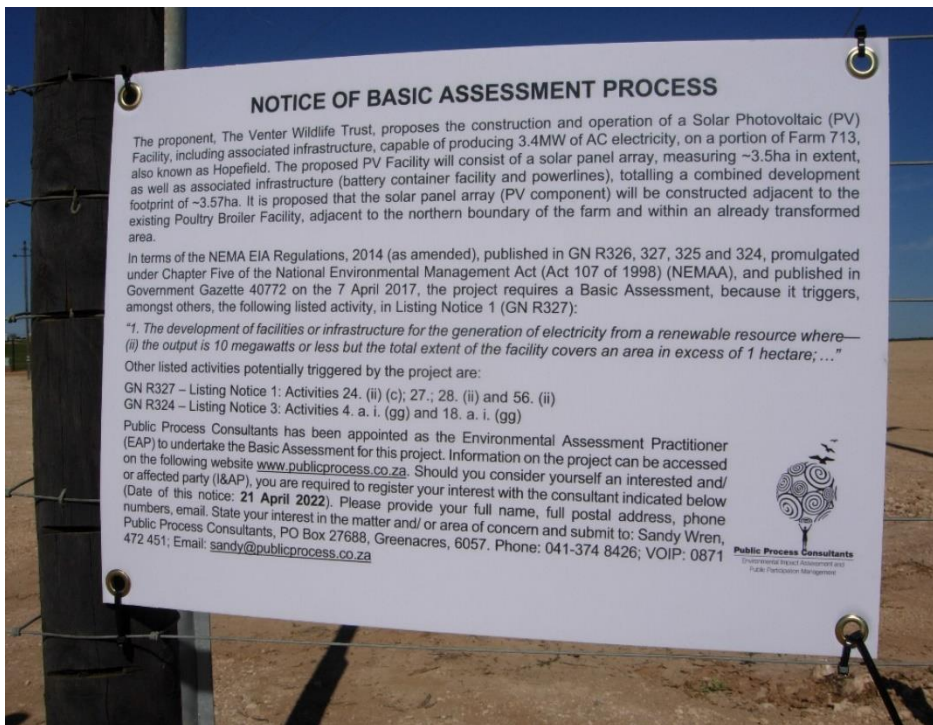 NOTICE OF BASIC ASSESSMENT PROCESS
The proponent, The Venter Wildlife Trust, proposes the construction and operation of a Solar Photovoltaic (PV)
Facility, including associated infrastructure, capable of producing 3.4MW of AC electricity, on a portion of Farm 713,
also known as Hopefield. The proposed PV Facility will consist of a solar panel array, measuring ~3.5ha in extent,
as well as associated infrastructure (battery container facility and powerlines), totalling a combined development
footprint of ~3.57ha. It is proposed that the solar panel array (PV component) will be constructed adjacent to the
existing Poultry Broiler Facility, adjacent to the northern boundary of the farm and within an already transformed
area.
In terms of the NEMA EIA Regulations, 2014 (as amended), published in GN R326, 327, 325 and 324, promulgated
under Chapter Five of the National Environmental Management Act (Act 107 of 1998) (NEMAA), and published in
Government Gazette 40772 on the 7 April 2017, the project requires a Basic Assessment, because it triggers,
amongst others, the following listed activity, in Listing Notice 1 (GN R327):
“1. The development of facilities or infrastructure for the generation of electricity from a renewable resource where—
(ii) the output is 10 megawatts or less but the total extent of the facility covers an area in excess of 1 hectare; …”
Other listed activities potentially triggered by the project are:
GN R327 – Listing Notice 1: Activities 24. (ii) (c); 27.; 28. (ii) and 56. (ii)
GN R324 – Listing Notice 3: Activities 4. a. i. (gg) and 18. a. i. (gg)
Public Process Consultants has been appointed as the Environmental Assessment Practitioner
(EAP) to undertake the Basic Assessment for this project. Information on the project can be accessed
on the following website www.publicprocess.co.za. Should you consider yourself an interested and/
or affected party (I&AP), you are required to register your interest with the consultant indicated below
(Date of this notice: 21 April 2022). Please provide your full name, full postal address, phone
numbers, email. State your interest in the matter and/ or area of concern and submit to: Sandy Wren,
Public Process Consultants, PO Box 27688, Greenacres, 6057. Phone: 041-374 8426; VOIP: 0871
472 451; Email: sandy@publicprocess.co.za
Public Process Consultants
Environmental Impact Assessment and
Public Participation Management